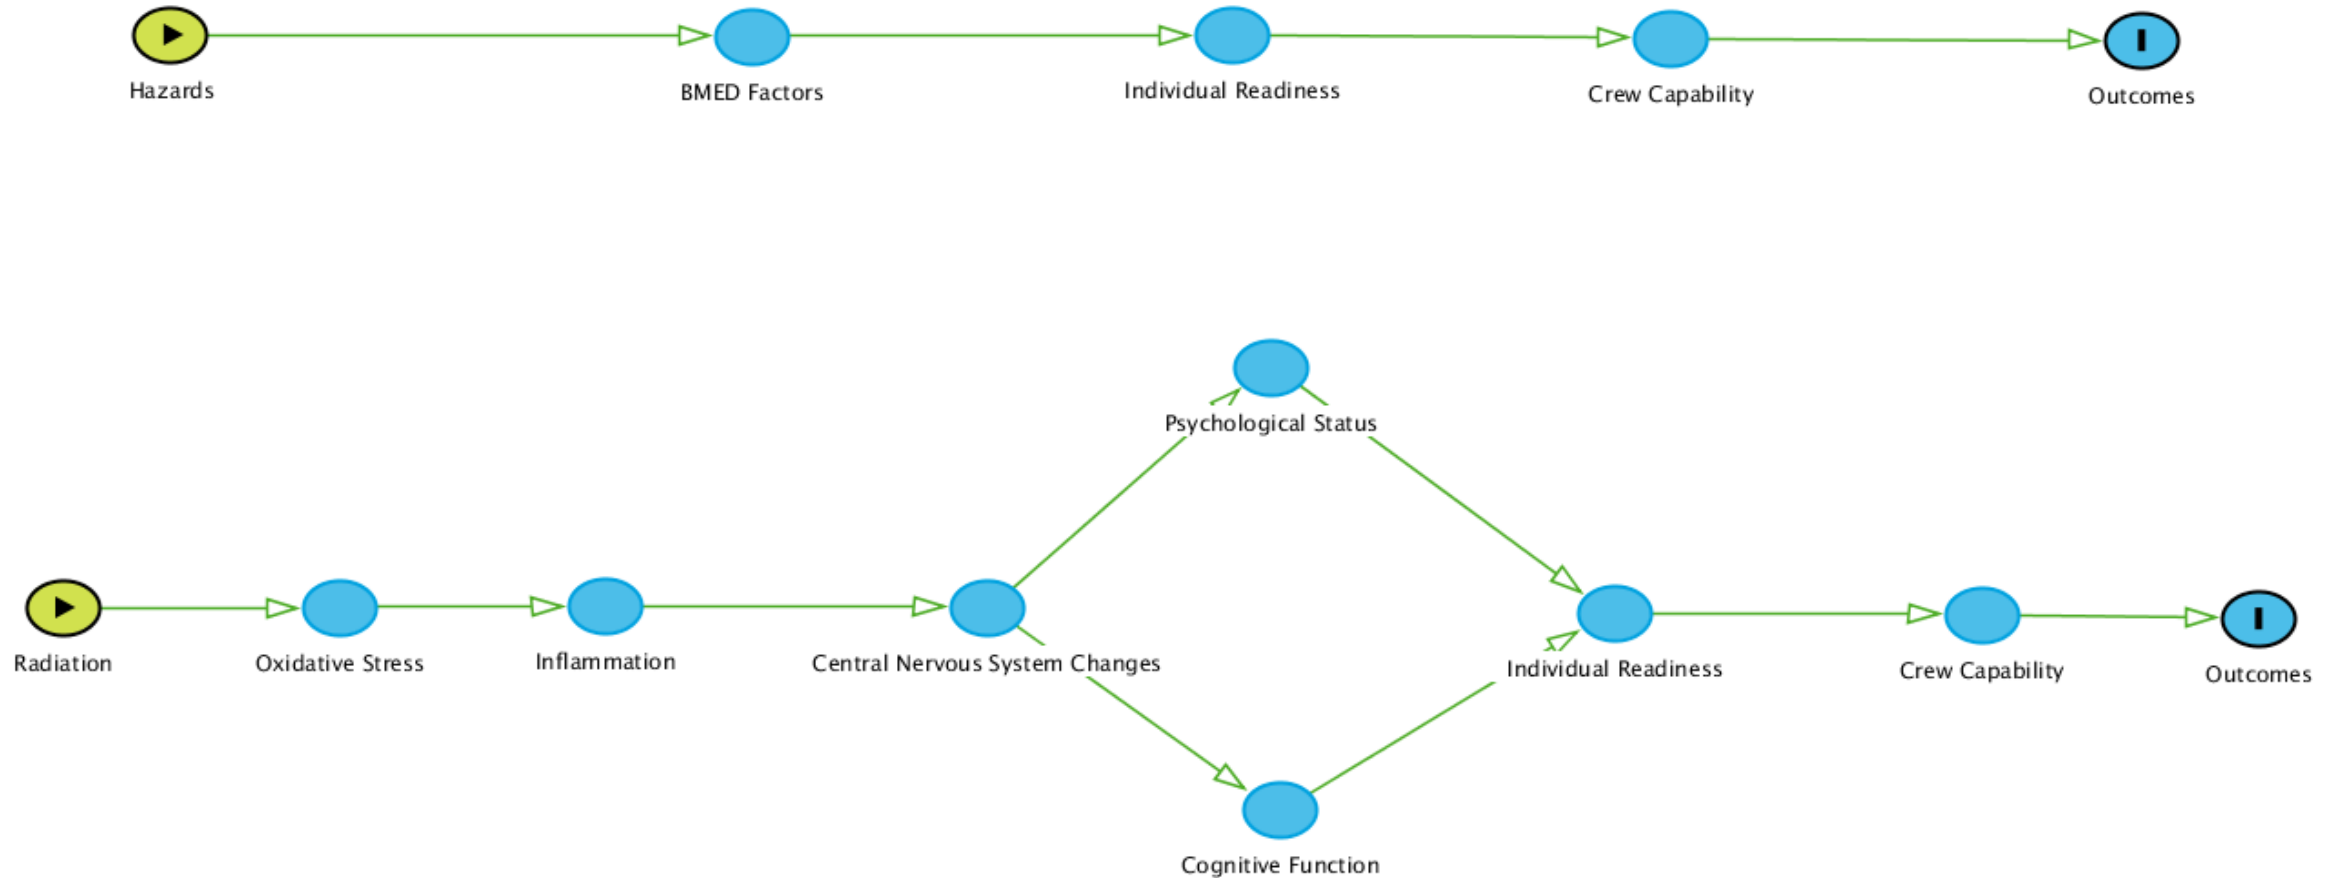 Hazards
BMED Factors
Individual Readiness
Crew Capability
Outcomes
Psychological Status
Radiation
Oxidative Stress
Inflammation
Central Nervous System Changes
Individual Readiness
Crew Capability
Outcomes
Cognitive Function